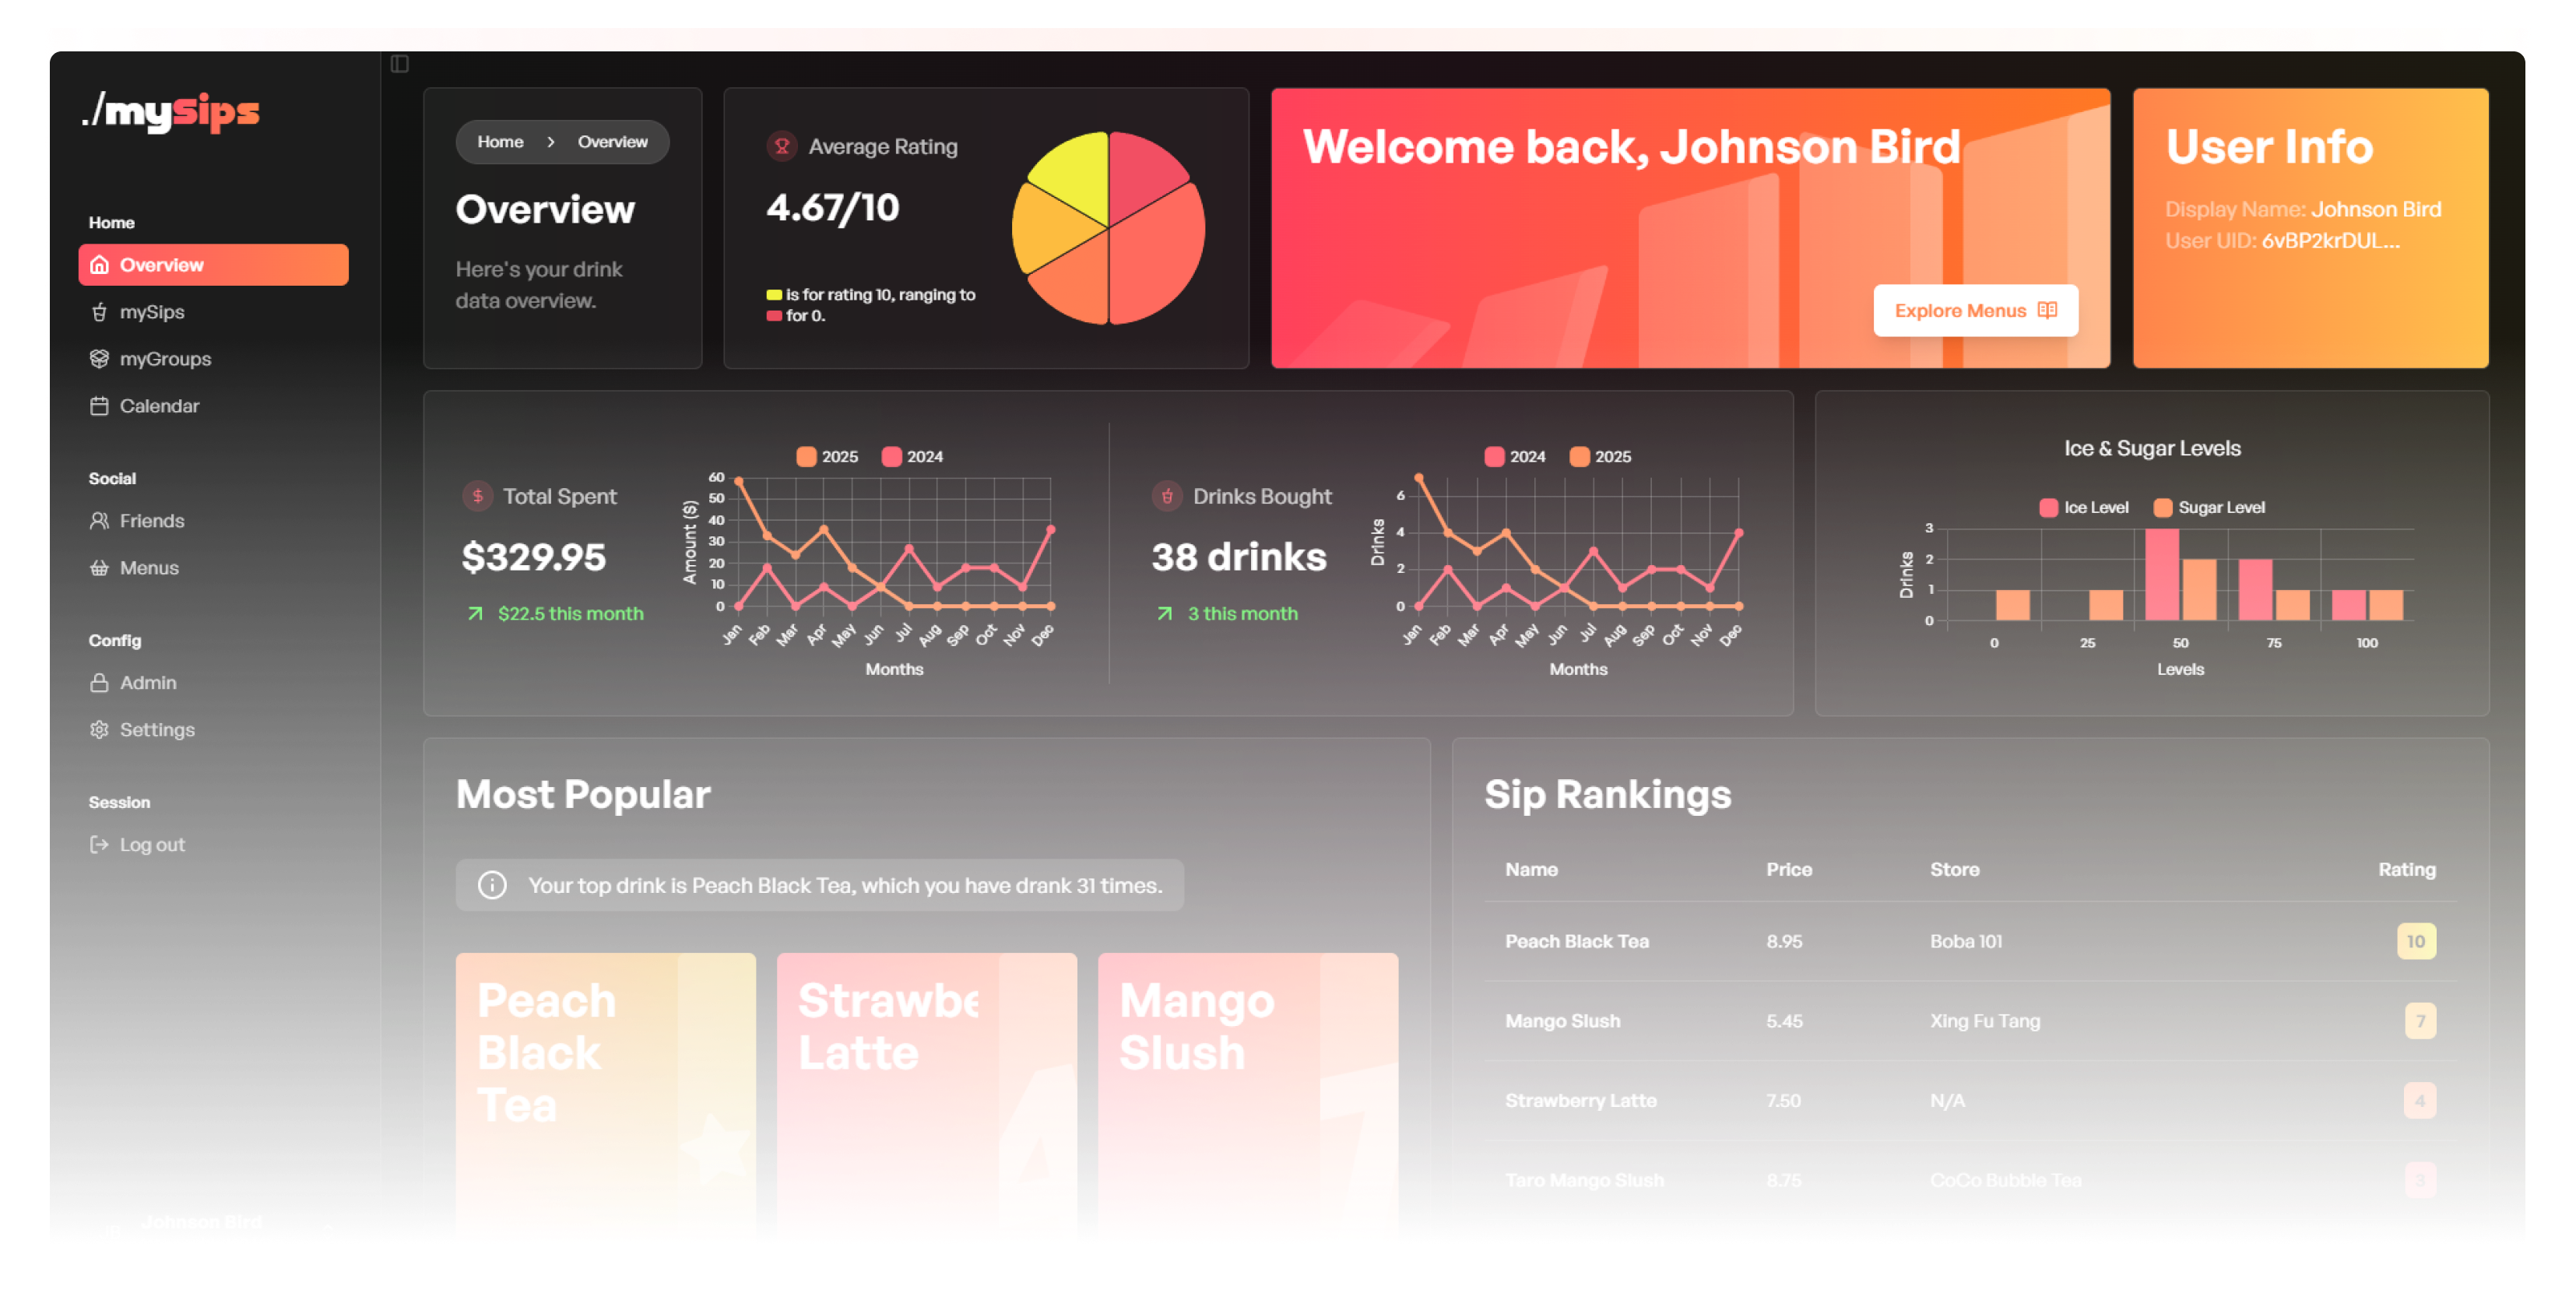 ./mysips
Home
Overview
mySips
myGroups
Calendar
Social
Friends
Menus
Config
Admin
Settings
Session
Log out
Johnson Bird
Home > Overview
Overview
Here's your drink
data overview.
Average Rating
4.67/10
is for rating 10, ranging to
for 0.
Welcome back, Johnson Bird
Explore Menus
User Info
Display Name: Johnson Bird
User UID: 6vBP2krDUL...
Total Spent
$329.95
$22.5 this month
2025 2024
Amount ($)
60
50
40
30
20
10
0
Jan Feb Mar Apr May Jun Jul Aug Sep Oct Nov Dec
Months
Drinks Bought
38 drinks
3 this month
2024 2025
Drinks
6
4
2
0
Jan Feb Mar Apr May Jun Jul Aug Sep Oct Nov Dec
Months
Ice & Sugar Levels
Ice Level Sugar Level
Drinks
3
2
1
0
0 25 50 75 100
Levels
Most Popular
Your top drink is Peach Black Tea, which you have drank 31 times.
Peach
Black
Tea
Strawbe
Latte
4
Mango
Slush
7
Sip Rankings
Name Price Store Rating
Peach Black Tea 8.95 Boba 101 10
Mango Slush 5.45 Xing Fu Tang 7
Strawberry Latte 7.50 N/A 4
Taro Mango Slush 8.75 CoCo Bubble Tea 3